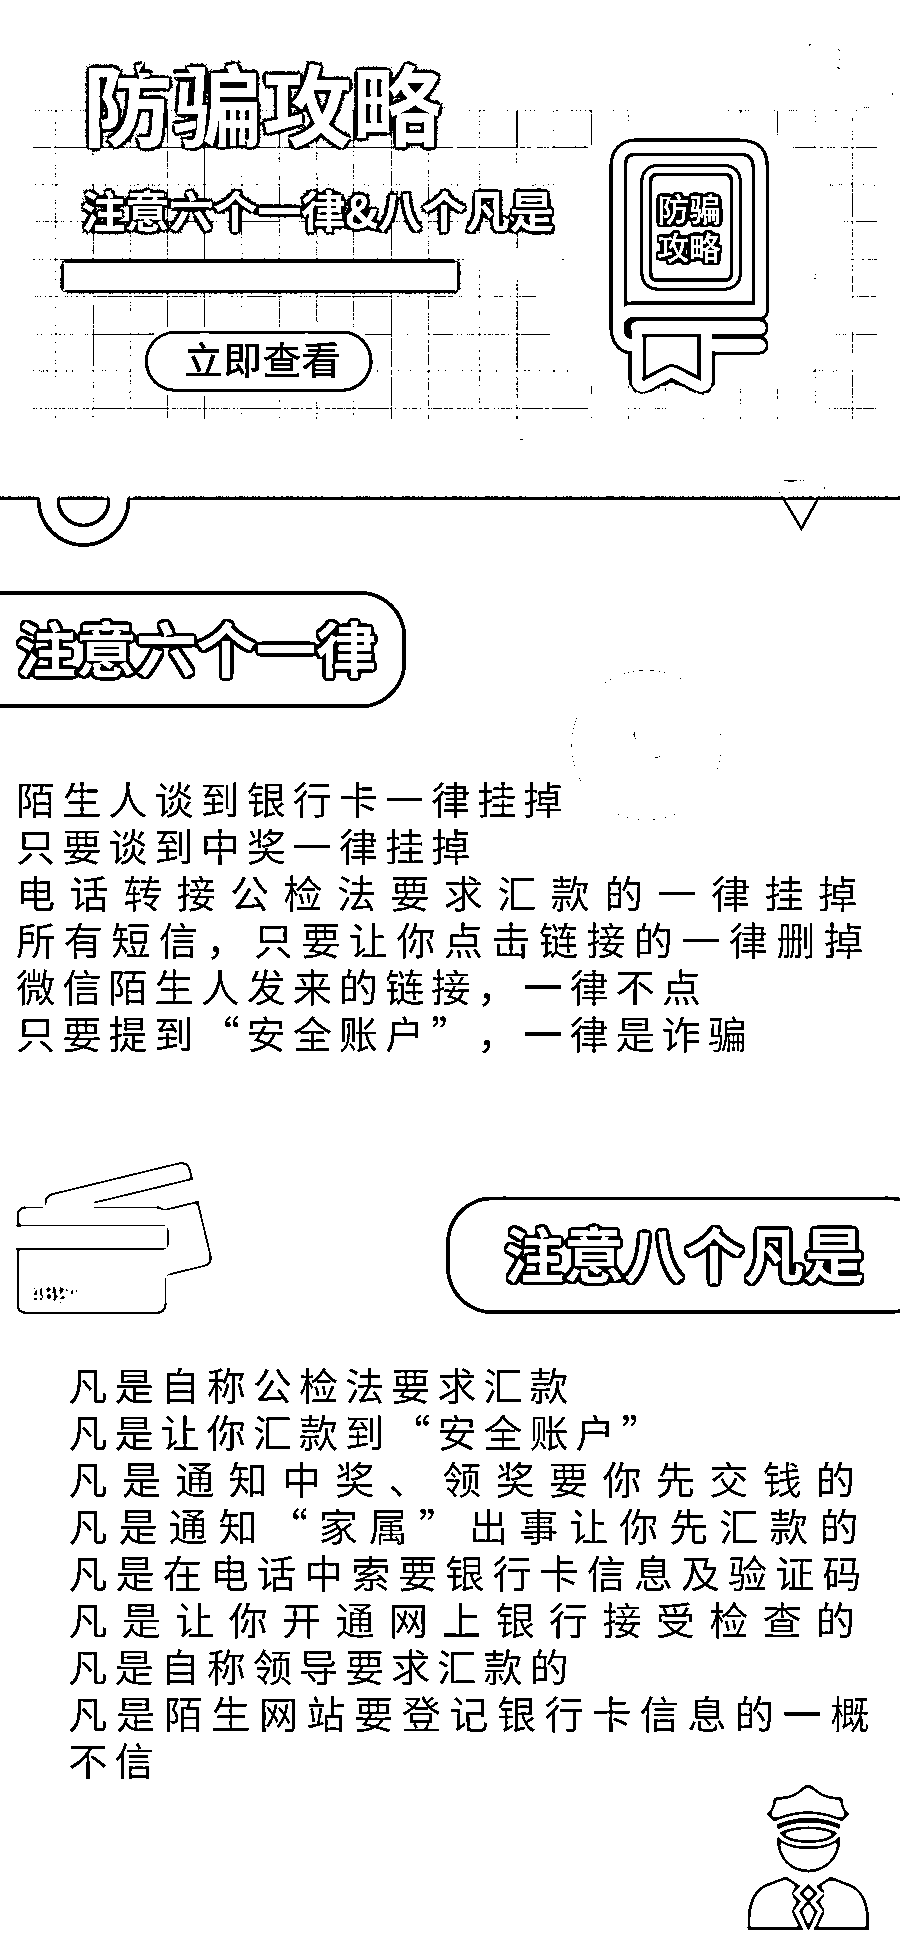 防骗攻略
注意六个一律&八个凡是
防骗
攻略
立即查看
注意六个一律
陌生人谈到银行卡一律挂掉
只要谈到中奖一律挂掉
电话转接公检法要求汇款的一律挂掉
所有短信，只要让你点击链接的一律删掉
微信陌生人发来的链接，一律不点
只要提到“安全账户”，一律是诈骗
注意八个凡是
凡是自称公检法要求汇款
凡是让你汇款到“安全账户”
凡是通知中奖、领奖要你先交钱的
凡是通知“家属”出事让你先汇款的
凡是在电话中索要银行卡信息及验证码
凡是让你开通网上银行接受检查的
凡是自称领导要求汇款的
凡是陌生网站要登记银行卡信息的一概
不信